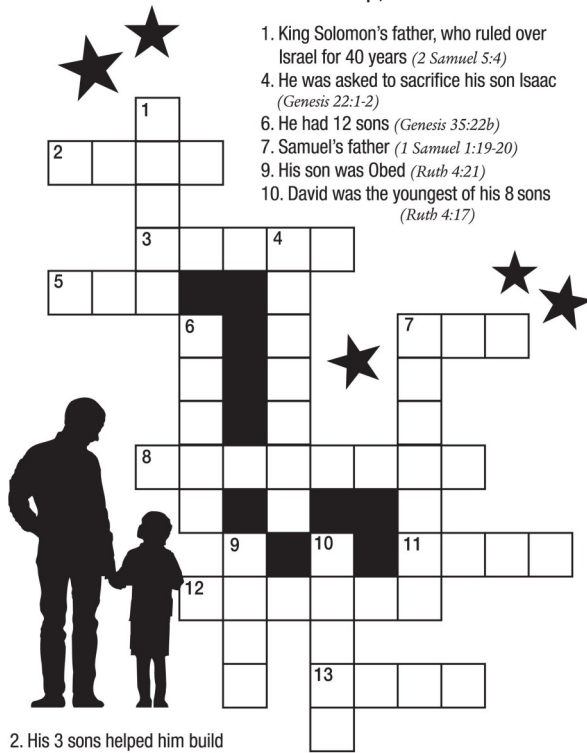 1. King Solomon's father, who ruled over
Israel for 40 years (2 Samuel 5:4)
4. He was asked to sacrifice his son Isaac
(Genesis 22:1-2)
6. He had 12 sons (Genesis 35:22b)
7. Samuel's father (1 Samuel 1:19-20)
9. His son was Obed (Ruth 4:21)
10. David was the youngest of his 8 sons
(Ruth 4:17)
1
2
3 4
5
6 7
8
9 10 11
12
13
2. His 3 sons helped him build